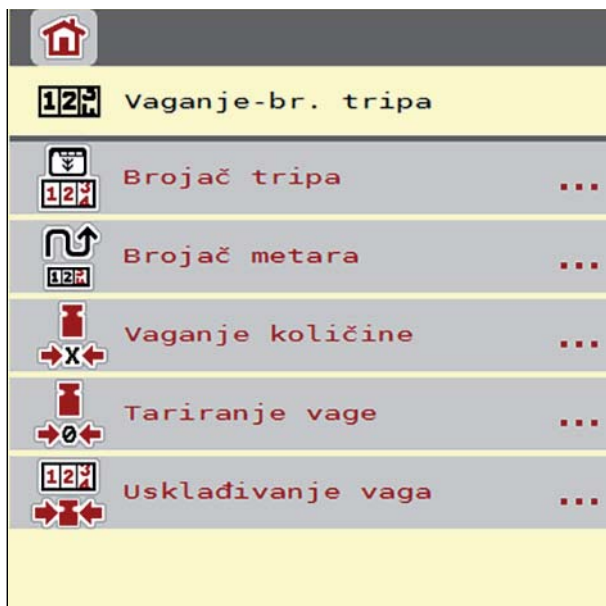 Vaganje-br. tripa
Brojač tripa ...
Brojač metara ...
Vaganje količine ...
Tariranje vage ...
Usklađivanje vaga ...